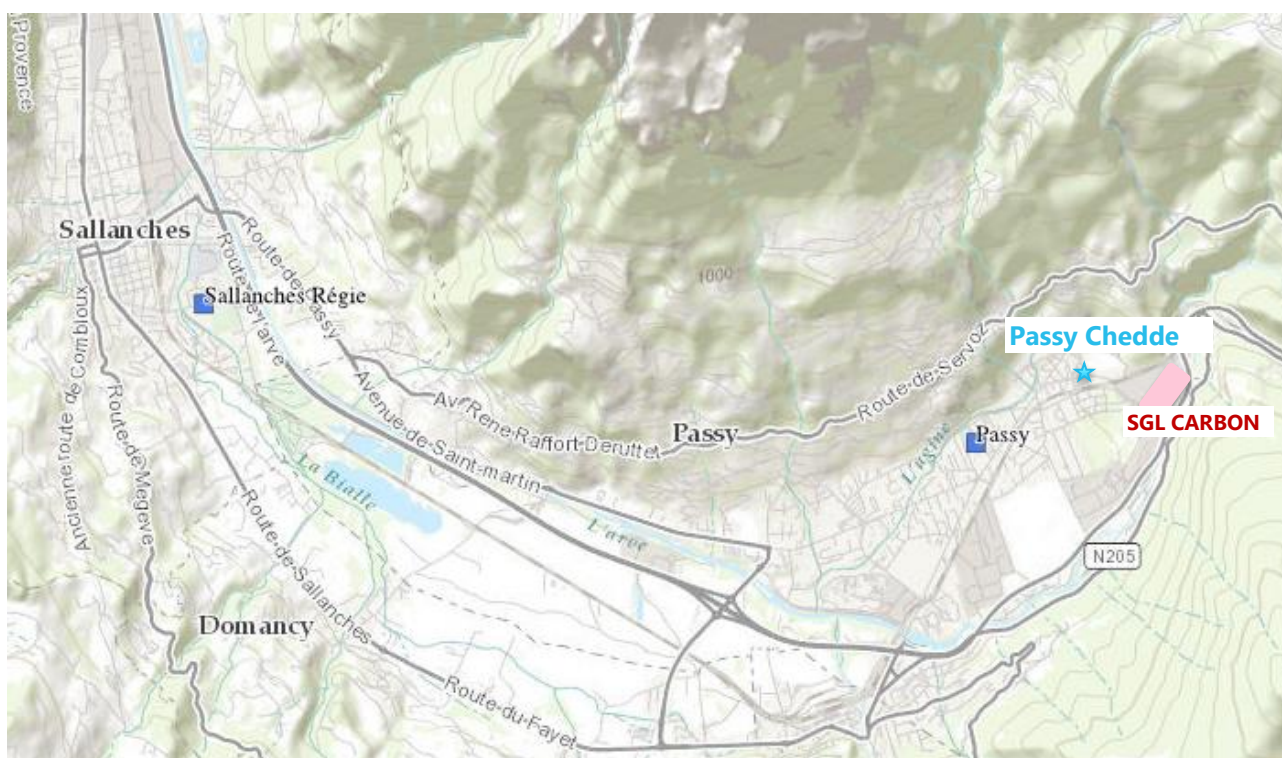 Provence
Sallanches
Sallanches Régie
Route-de-Passy
Route-de-l'arve
Ancienne route de Combloux
Route-de-Megève
Avenue-de-Saint-martin
Av Rene-Raffort-Deruttet
Passy
Route-de-Servoz
1000
Passy Chedde
SGL CARBON
Passy
L'ugine
La Bialle
L'arve
N205
Route-de-Sallanches
Domancy
Route-du-Fayet